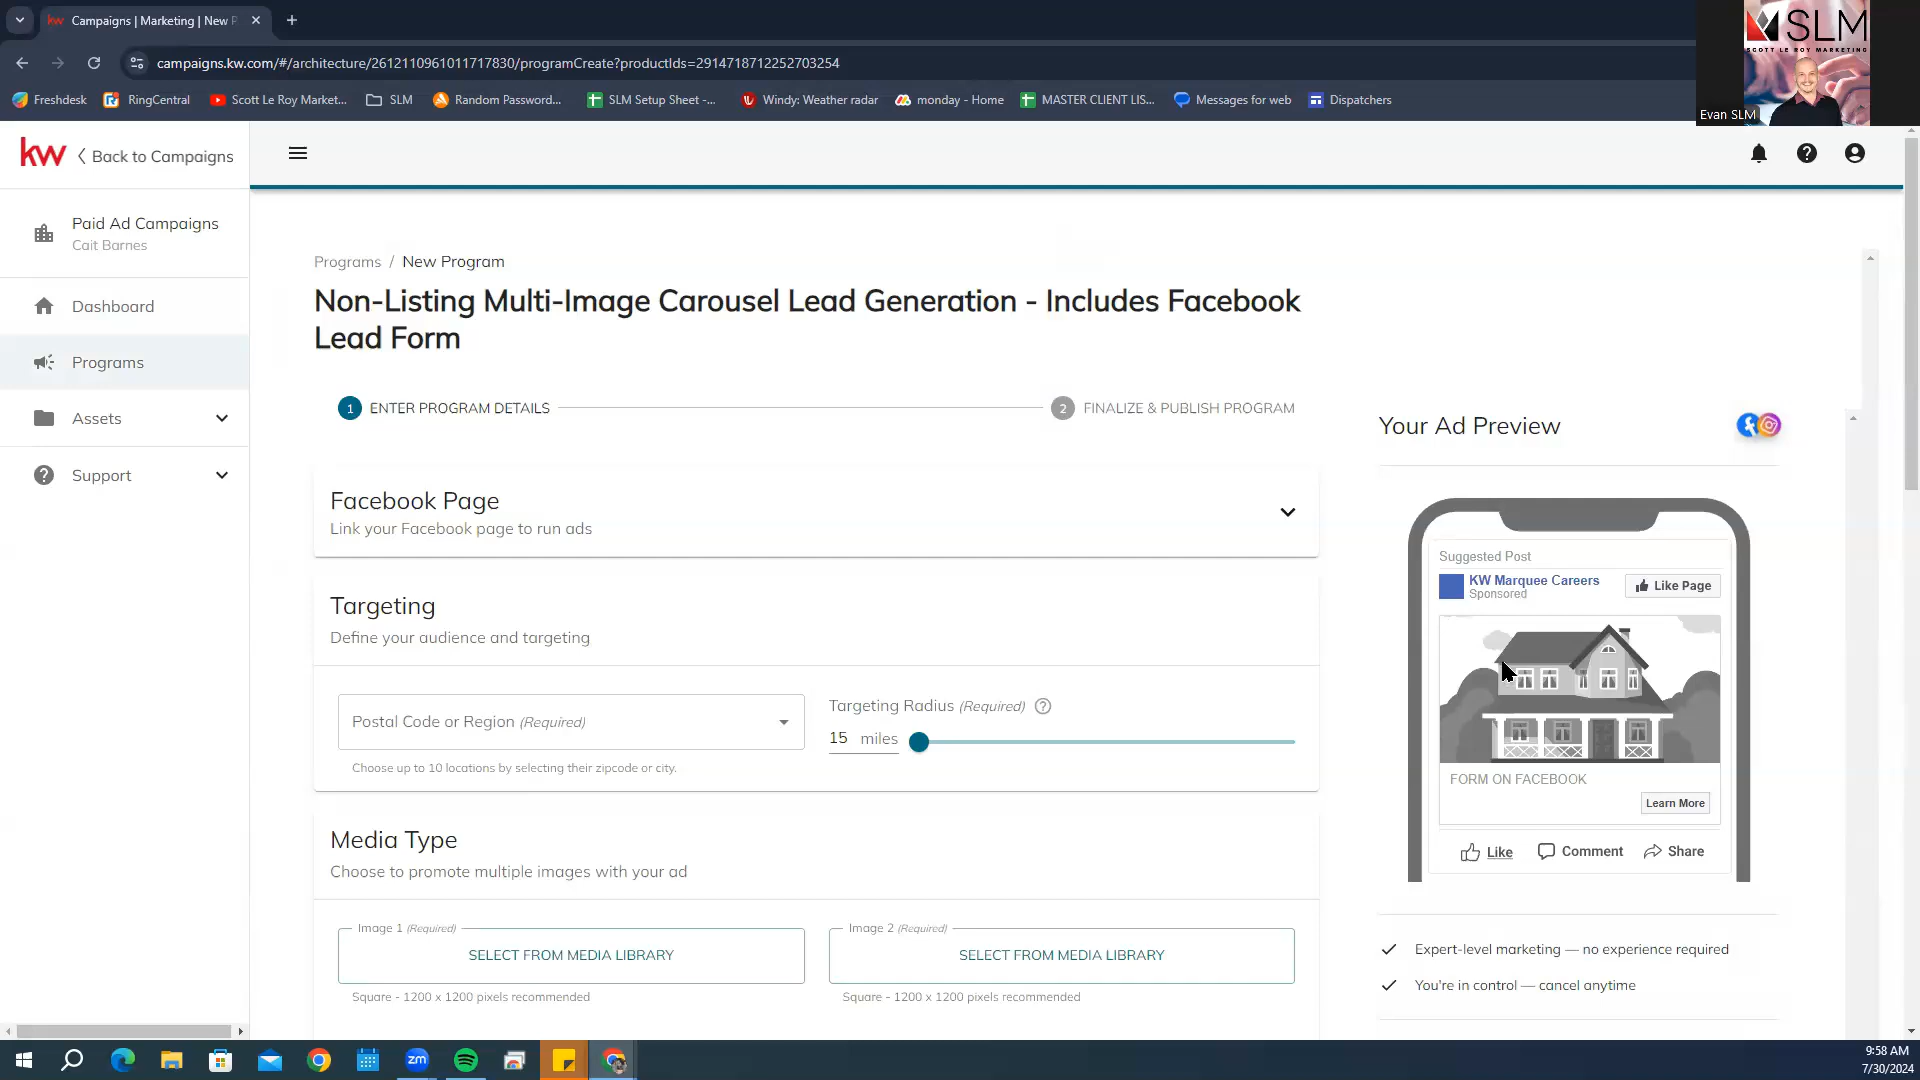 Campaigns | Marketing | New P
SLM
SCOTT LE ROY MARKETING
Evan SLM
campaigns.kw.com/#/architecture/2612110961011717830/programCreate?productIds=2914718712252703254
Freshdesk
RingCentral
Scott Le Roy Market...
SLM
Random Password...
SLM Setup Sheet -...
Windy: Weather radar
monday - Home
MASTER CLIENT LIS...
Messages for web
Dispatchers
kw
Back to Campaigns
Paid Ad Campaigns
Cait Barnes
Dashboard
Programs
Assets
Support
Programs / New Program
Non-Listing Multi-Image Carousel Lead Generation - Includes Facebook
Lead Form
1 ENTER PROGRAM DETAILS
2 FINALIZE & PUBLISH PROGRAM
Facebook Page
Link your Facebook page to run ads
Targeting
Define your audience and targeting
Postal Code or Region (Required)
Choose up to 10 locations by selecting their zipcode or city.
Targeting Radius (Required)
15 miles
Media Type
Choose to promote multiple images with your ad
Image 1 (Required)
SELECT FROM MEDIA LIBRARY
Square - 1200 x 1200 pixels recommended
Image 2 (Required)
SELECT FROM MEDIA LIBRARY
Square - 1200 x 1200 pixels recommended
Your Ad Preview
Suggested Post
KW Marquee Careers
Sponsored
Like Page
FORM ON FACEBOOK
Learn More
Like
Comment
Share
Expert-level marketing — no experience required
You're in control — cancel anytime
zm
9:58 AM
7/30/2024